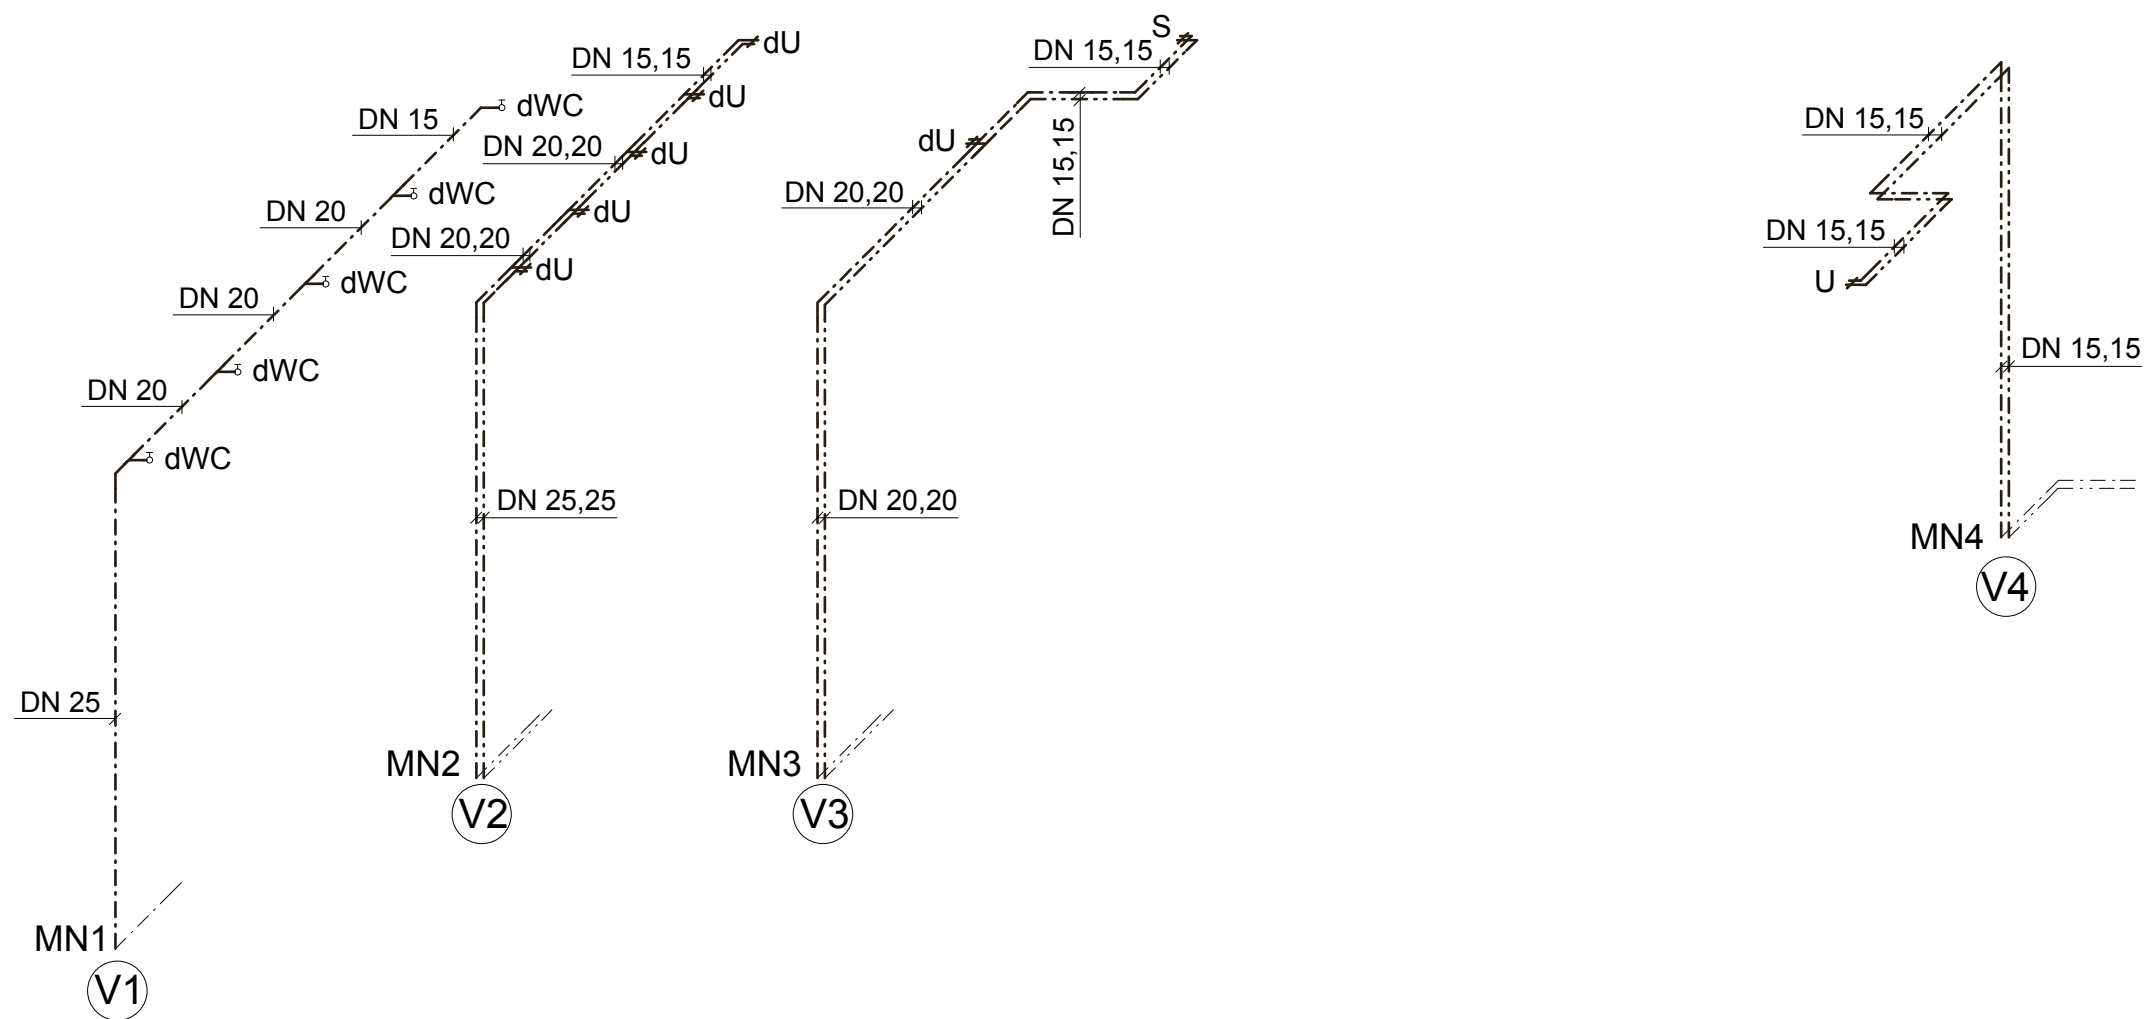 DN 15
dWC
dWC
DN 20
dWC
DN 20
dWC
DN 20
dWC
DN 25
MN1
V1
DN 15,15
dU
dU
DN 20,20
dU
dU
DN 20,20
dU
DN 25,25
MN2
V2
S
DN 15,15
DN 15,15
dU
DN 20,20
DN 20,20
MN3
V3
DN 15,15
DN 15,15
U
DN 15,15
MN4
V4